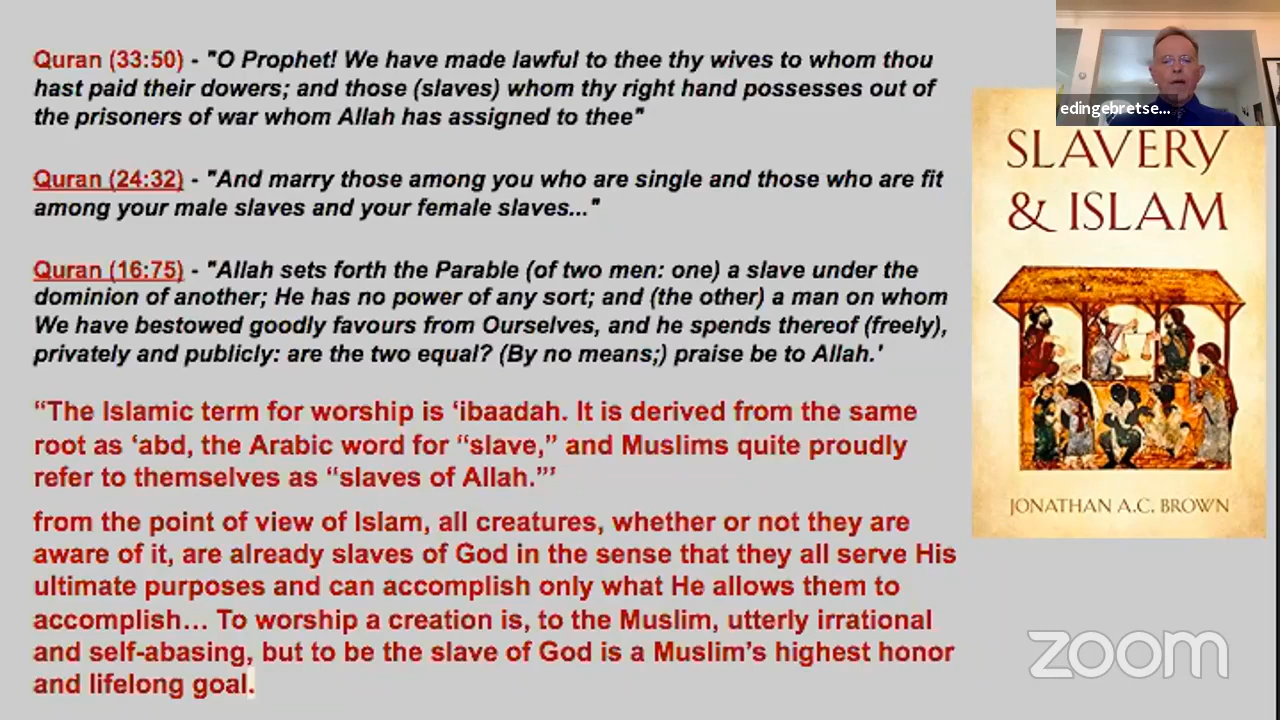 Quran (33:50) - "O Prophet! We have made lawful to thee thy wives to whom thou
hast paid their dowers; and those (slaves) whom thy right hand possesses out of
the prisoners of war whom Allah has assigned to thee"
Quran (24:32) - "And marry those among you who are single and those who are fit
among your male slaves and your female slaves..."
Quran (16:75) - "Allah sets forth the Parable (of two men: one) a slave under the
dominion of another; He has no power of any sort; and (the other) a man on whom
We have bestowed goodly favours from Ourselves, and he spends thereof (freely),
privately and publicly: are the two equal? (By no means;) praise be to Allah.'
“The Islamic term for worship is ‘ibaadah. It is derived from the same
root as ‘abd, the Arabic word for “slave,” and Muslims quite proudly
refer to themselves as “slaves of Allah.”’
from the point of view of Islam, all creatures, whether or not they are
aware of it, are already slaves of God in the sense that they all serve His
ultimate purposes and can accomplish only what He allows them to
accomplish… To worship a creation is, to the Muslim, utterly irrational
and self-abasing, but to be the slave of God is a Muslim’s highest honor
and lifelong goal.
edingebretse...
SLAVERY
& ISLAM
JONATHAN A.C. BROWN
zoom